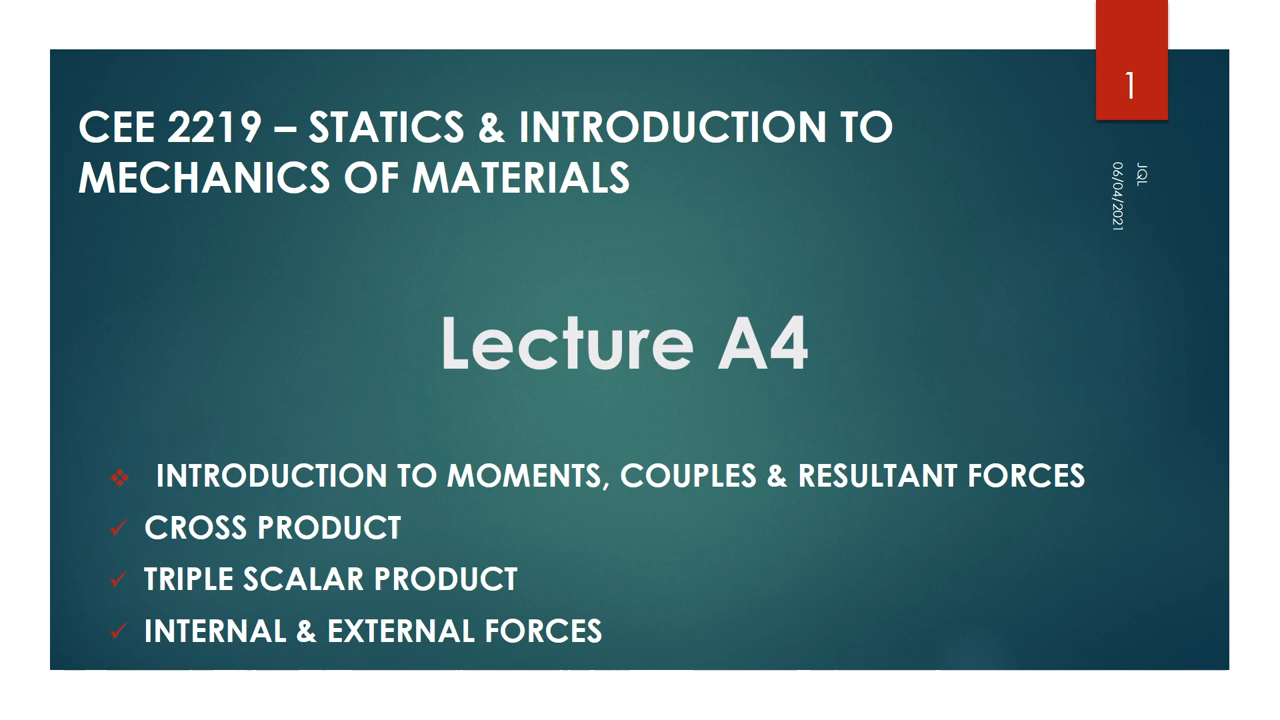 1
CEE 2219 – STATICS & INTRODUCTION TO
MECHANICS OF MATERIALS
JQL
06/04/2021
Lecture A4
INTRODUCTION TO MOMENTS, COUPLES & RESULTANT FORCES
CROSS PRODUCT
TRIPLE SCALAR PRODUCT
INTERNAL & EXTERNAL FORCES